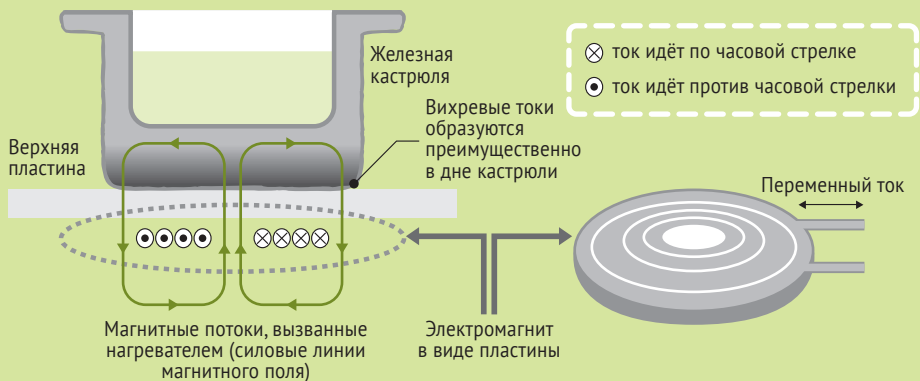 Железная
кастрюля
ток идёт по часовой стрелке
ток идёт против часовой стрелки
Вихревые токи
образуются
преимущественно
в дне кастрюли
Верхняя
пластина
Переменный ток
Магнитные потоки, вызванные
нагревателем (силовые линии
магнитного поля)
Электромагнит
в виде пластины